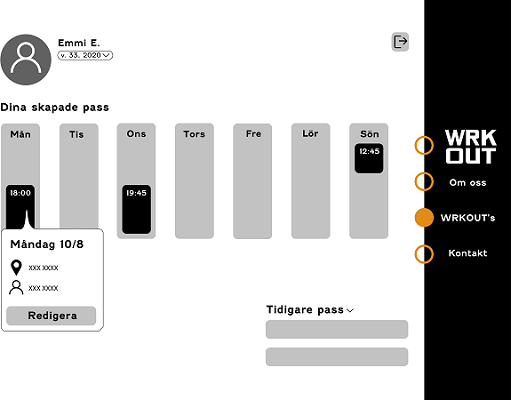 Emmi E.
v. 33, 2020
Dina skapade pass
Mån Tis Ons Tors Fre Lör Sön
12:45
18:00 19:45
Måndag 10/8
xxx xxxx
xxx xxxx
Redigera
Tidigare pass
WRK
OUT
Om oss
WRKOUT's
Kontakt